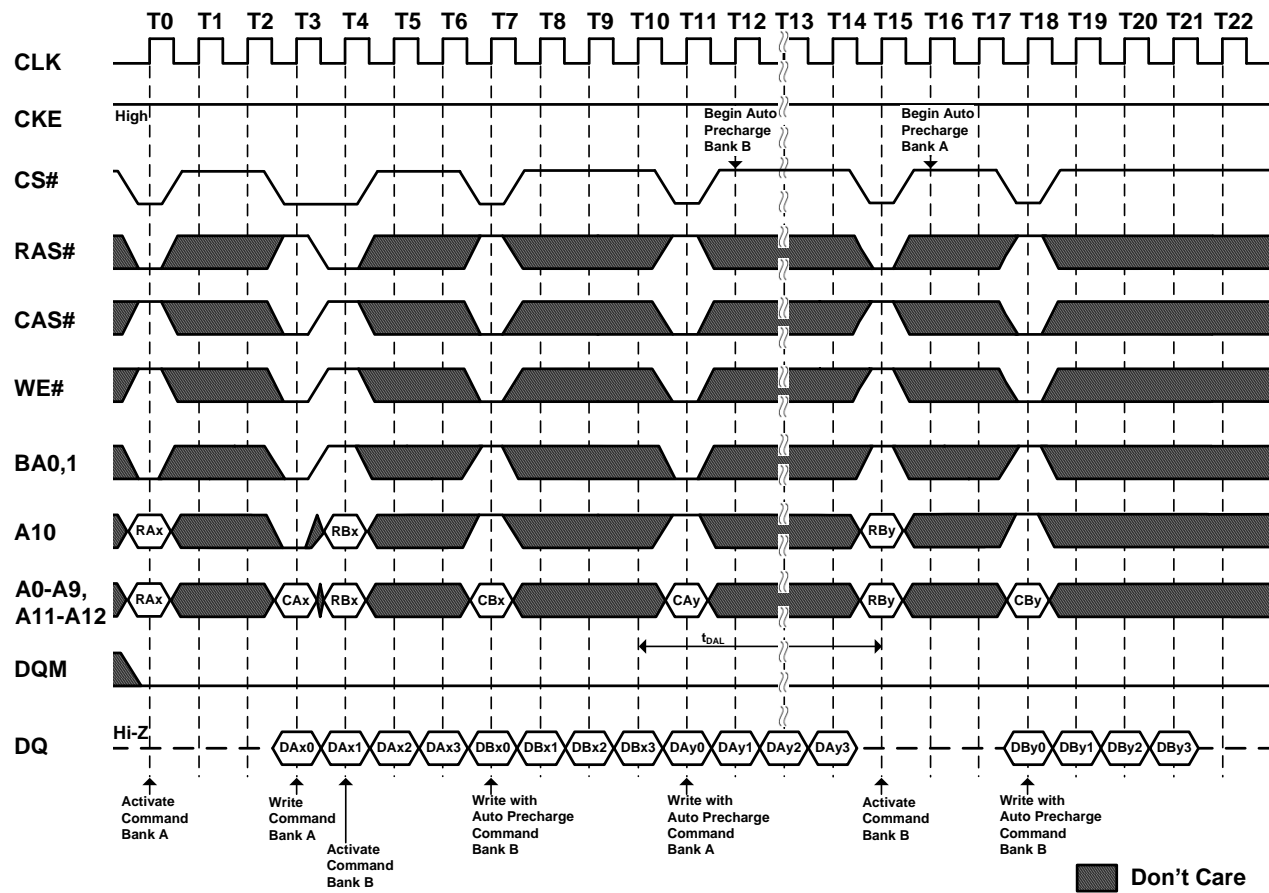 T0 T1 T2 T3 T4 T5 T6 T7 T8 T9 T10 T11 T12 T13 T14 T15 T16 T17 T18 T19 T20 T21 T22
CLK
CKE
High
Begin Auto
Precharge
Bank B
Begin Auto
Precharge
Bank A
CS#
RAS#
CAS#
WE#
BA0,1
A10
RAx RBx RBy
A0-A9,
A11-A12
RAx CAx RBx CBx CAy RBy CBy
tDAL
DQM
DQ
Hi-Z
DAx0 DAx1 DAx2 DAx3 DBx0 DBx1 DBx2 DBx3 DAy0 DAy1 DAy2 DAy3 DBy0 DBy1 DBy2 DBy3
Activate
Command
Bank A
Write
Command
Bank A
Activate
Command
Bank B
Write with
Auto Precharge
Command
Bank B
Write with
Auto Precharge
Command
Bank A
Activate
Command
Bank B
Write with
Auto Precharge
Command
Bank B
Don't Care